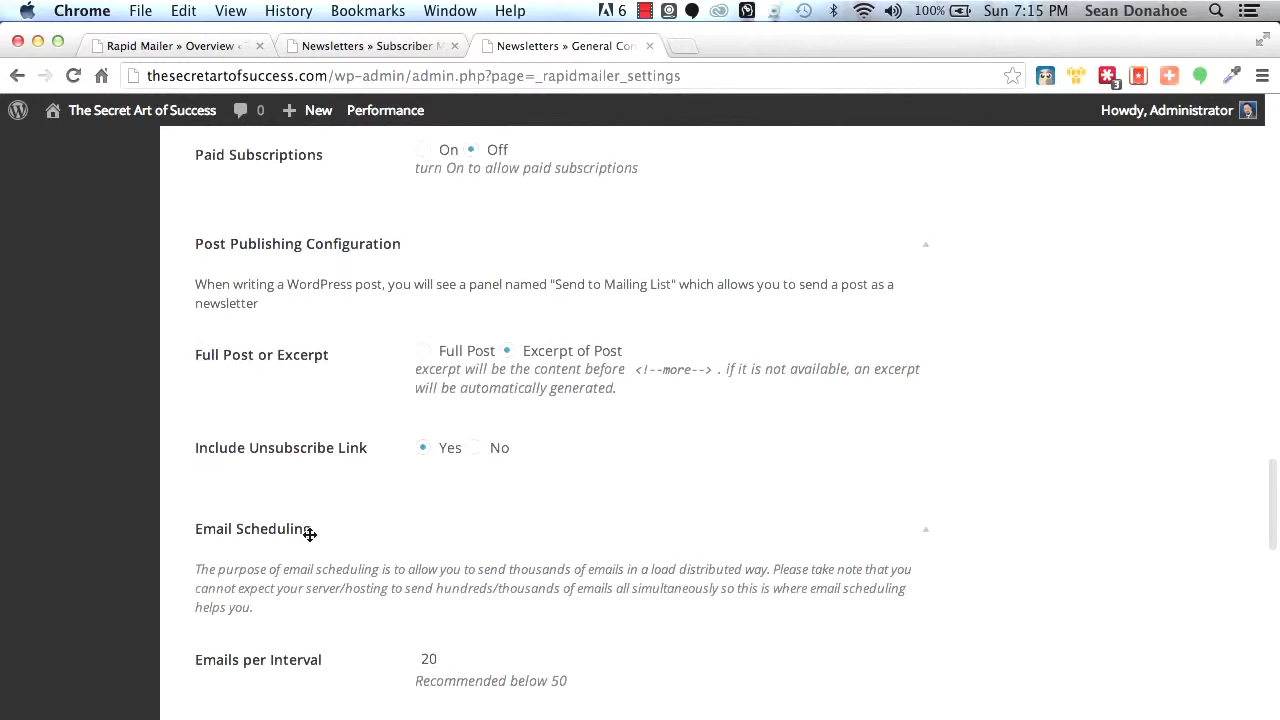 Chrome File Edit View History Bookmarks Window Help 6 100% Sun 7:15 PM Sean Donahoe
Rapid Mailer » Overview ‹ × Newsletters » Subscriber × Newsletters » General Con ×
thesecretartofsuccess.com/wp-admin/admin.php?page=_rapidmailer_settings 3
The Secret Art of Success 0 New Performance Howdy, Administrator
Paid Subscriptions On Off
turn On to allow paid subscriptions
Post Publishing Configuration
When writing a WordPress post, you will see a panel named "Send to Mailing List" which allows you to send a post as a
newsletter
Full Post or Excerpt Full Post Excerpt of Post
excerpt will be the content before <!--more--> . if it is not available, an excerpt
will be automatically generated.
Include Unsubscribe Link Yes No
Email Scheduling
The purpose of email scheduling is to allow you to send thousands of emails in a load distributed way. Please take note that you
cannot expect your server/hosting to send hundreds/thousands of emails all simultaneously so this is where email scheduling
helps you.
Emails per Interval 20
Recommended below 50